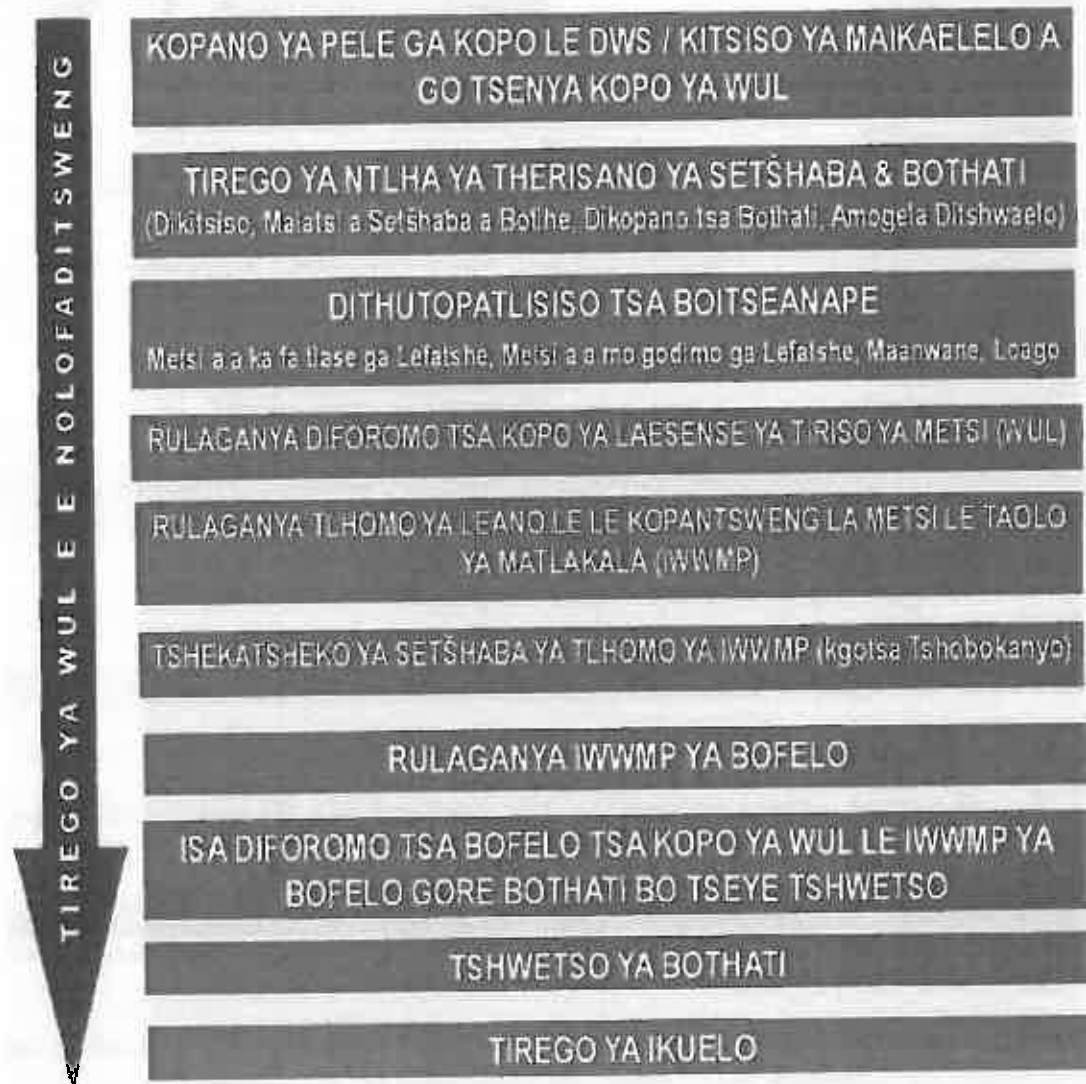 TIREGO YA WUL E E NOLOFADITSWENG
KOPANO YA PELE GA KOPO LE DWS / KITSISO YA MAIKAELELO A
GO TSENYA KOPO YA WUL
TIREGO YA NTLHA YA THERISANO YA SETŠHABA & BOTHATI
(Dikitsiso, Malatsi a Setšhaba a Botlhe, Dikopano tsa Bothati, Amogela Ditshwaelo)
DITHUTOPATLISISO TSA BOITSEANAPE
Metsi a a ka fa tlase ga Lefatshe, Metsi a a mo godimo ga Lefatshe, Maanwane, Loago
RULAGANYA DIFOROMO TSA KOPO YA LAESENSE YA TIRISO YA METSI (WUL)
RULAGANYA TLHOMO YA LEANO LE LE KOPANTSWENG LA METSI LE TAOLO
YA MATLAKALA (IWWMP)
TSHEKATSHEKO YA SETŠHABA YA TLHOMO YA IWWMP (kgotsa Tshobokanyo)
RULAGANYA IWWMP YA BOFELO
ISA DIFOROMO TSA BOFELO TSA KOPO YA WUL LE IWWMP YA
BOFELO GORE BOTHATI BO TSEYE TSHWETSO
TSHWETSO YA BOTHATI
TIREGO YA IKUELO